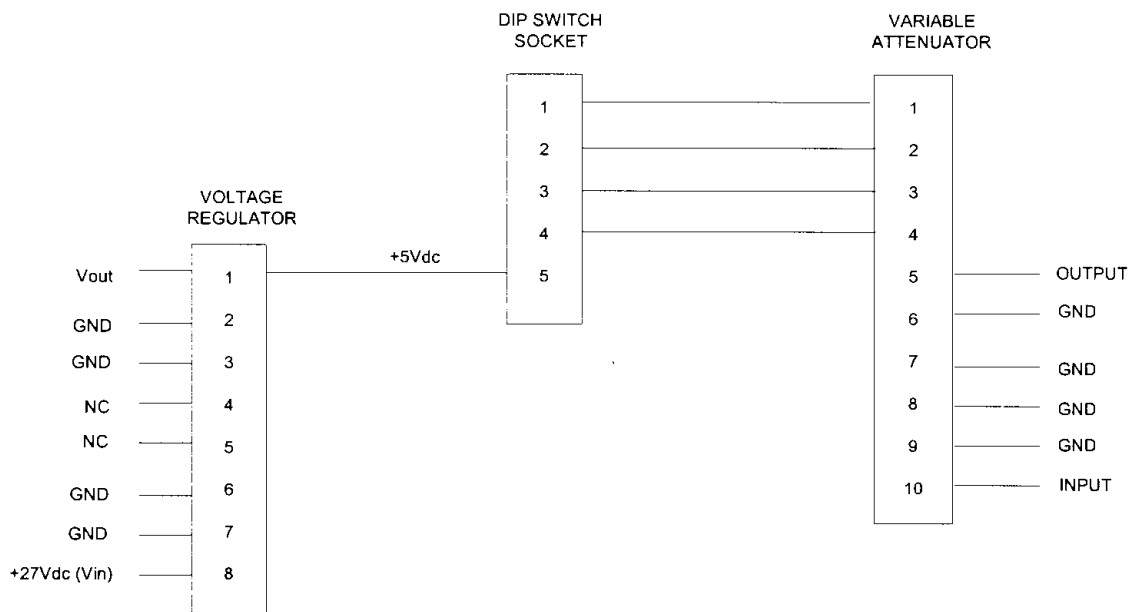 DIP SWITCH
SOCKET
VARIABLE
ATTENUATOR
VOLTAGE
REGULATOR
1
2
3
4
5
+5Vdc
1
2
3
4
5
6
7
8
9
10
OUTPUT
GND
GND
GND
GND
INPUT
Vout
GND
GND
NC
NC
GND
GND
+27Vdc (Vin)
1
2
3
4
5
6
7
8